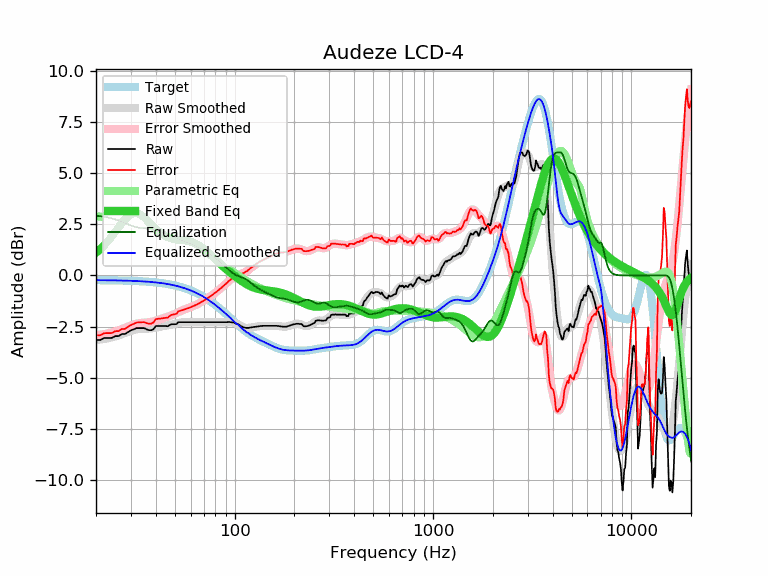 Audeze LCD-4
10.0
7.5
5.0
2.5
0.0
−2.5
−5.0
−7.5
−10.0
Amplitude (dBr)
Target
Raw Smoothed
Error Smoothed
Raw
Error
Parametric Eq
Fixed Band Eq
Equalization
Equalized smoothed
100
1000
10000
Frequency (Hz)